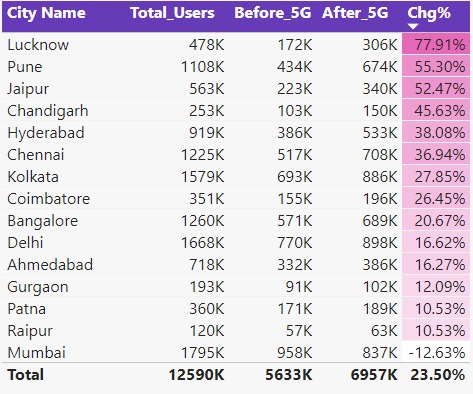 City Name Total_Users Before_5G After_5G Chg%
Lucknow 478K 172K 306K 77.91%
Pune 1108K 434K 674K 55.30%
Jaipur 563K 223K 340K 52.47%
Chandigarh 253K 103K 150K 45.63%
Hyderabad 919K 386K 533K 38.08%
Chennai 1225K 517K 708K 36.94%
Kolkata 1579K 693K 886K 27.85%
Coimbatore 351K 155K 196K 26.45%
Bangalore 1260K 571K 689K 20.67%
Delhi 1668K 770K 898K 16.62%
Ahmedabad 718K 332K 386K 16.27%
Gurgaon 193K 91K 102K 12.09%
Patna 360K 171K 189K 10.53%
Raipur 120K 57K 63K 10.53%
Mumbai 1795K 958K 837K -12.63%
Total 12590K 5633K 6957K 23.50%